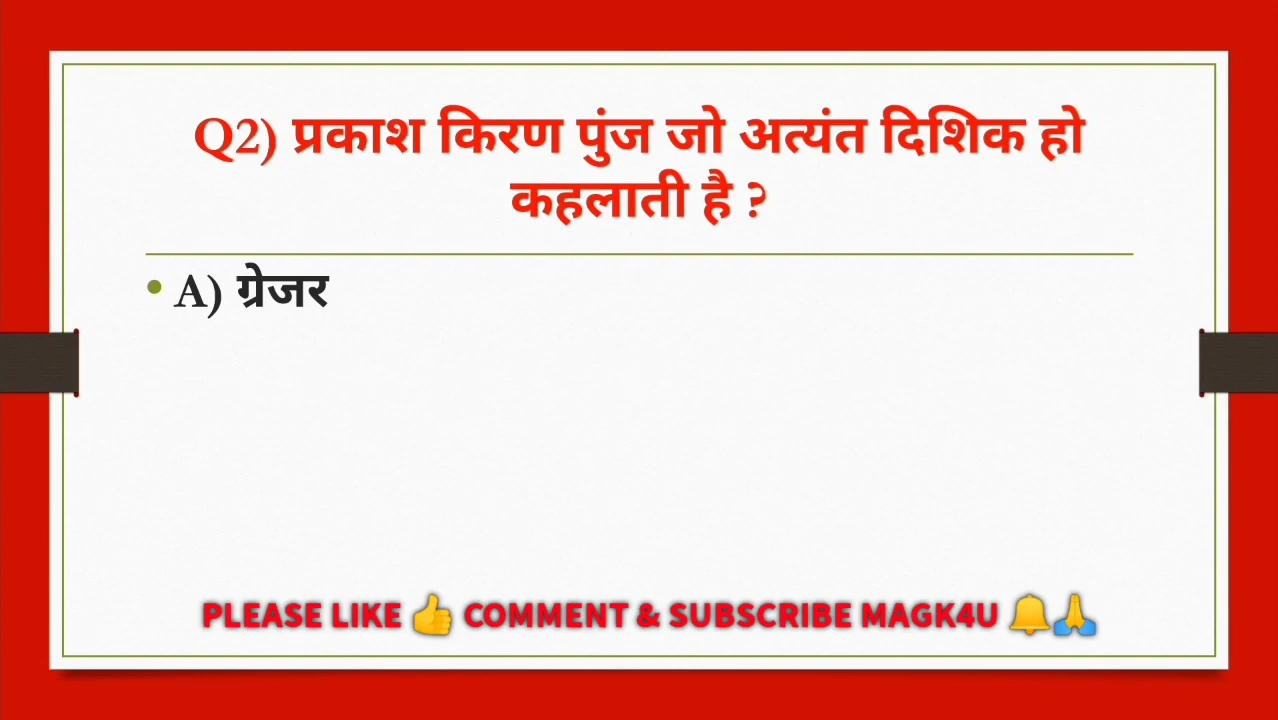 Q2) प्रकाश किरण पुंज जो अत्यंत दिशिक हो
कहलाती है ?
• A) ग्रेजर
PLEASE LIKE 👍 COMMENT & SUBSCRIBE MAGK4U 🔔🙏